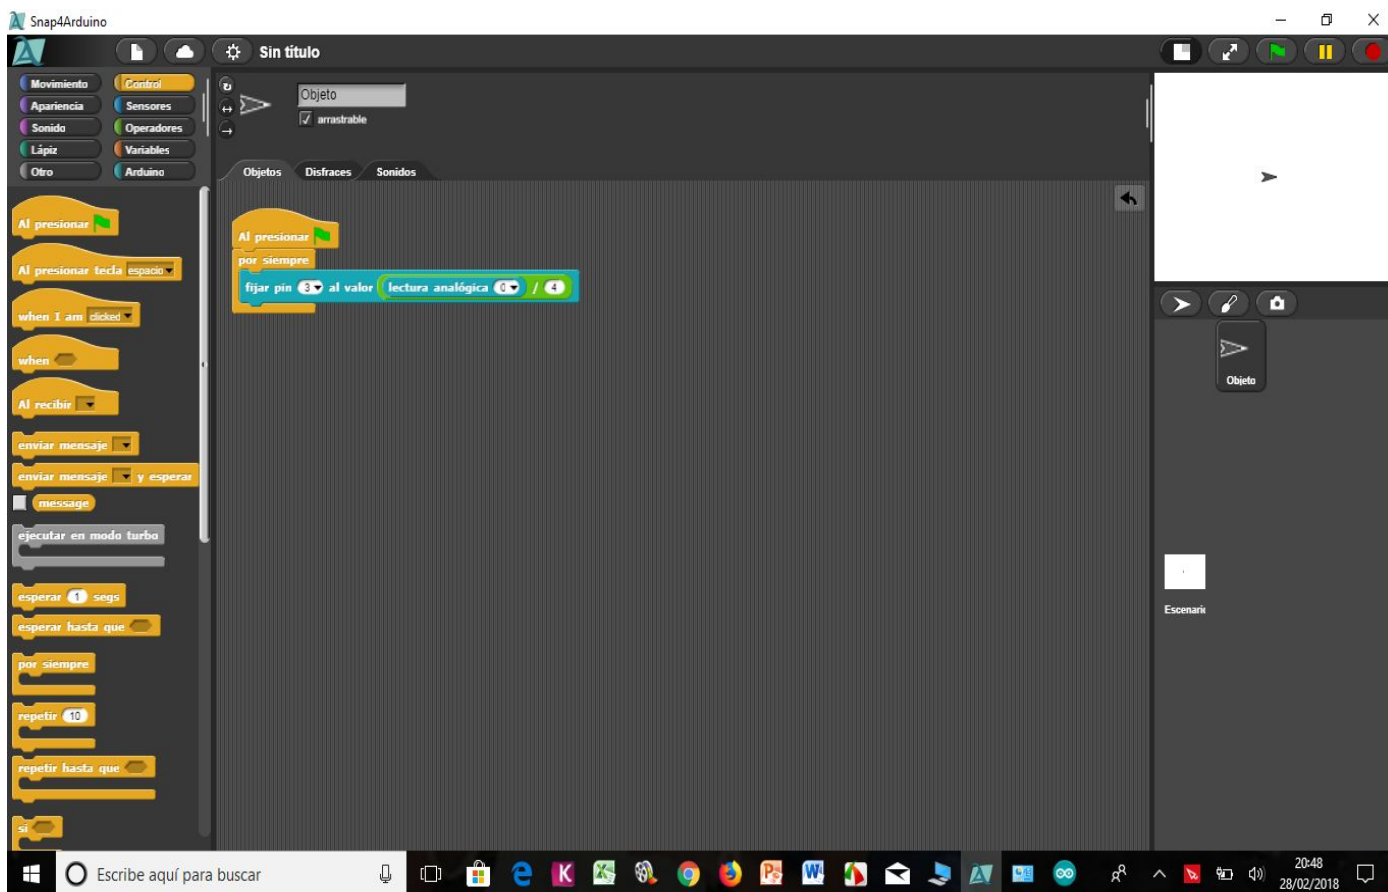 Snap4Arduino
Sin título
Movimiento Control
Apariencia Sensores
Sonido Operadores
Lápiz Variables
Otro Arduino
Objeto
arrastrable
Objetos Disfraces Sonidos
Al presionar
Al presionar tecla espacio
when I am clicked
when
Al recibir
enviar mensaje
enviar mensaje y esperar
message
ejecutar en modo turbo
esperar 1 segs
esperar hasta que
por siempre
repetir 10
repetir hasta que
si
Al presionar
por siempre
fijar pin 3 al valor lectura analógica 0 / 4
Objeto
Escenario
Escribe aquí para buscar
20:48
28/02/2018